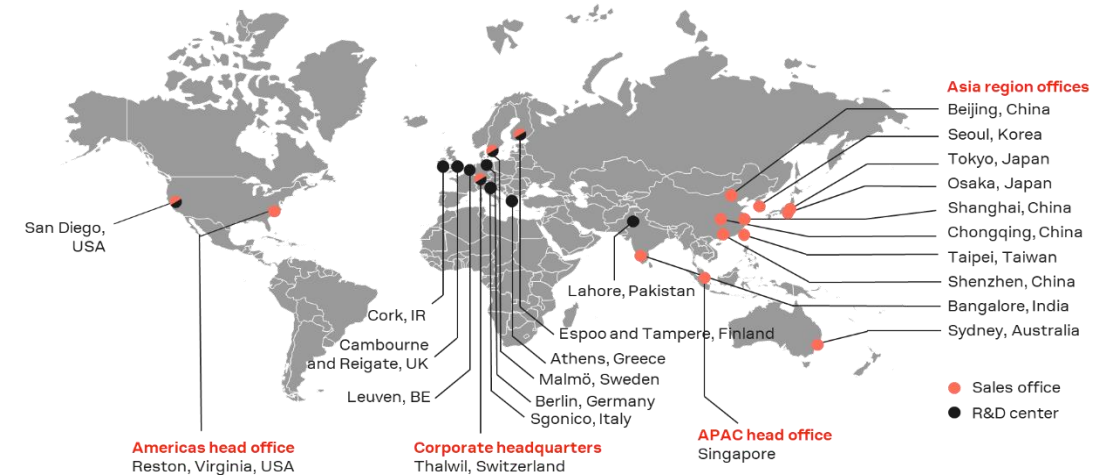 Asia region offices
Beijing, China
Seoul, Korea
Tokyo, Japan
Osaka, Japan
Shanghai, China
Chongqing, China
Taipei, Taiwan
Shenzhen, China
Bangalore, India
Sydney, Australia
San Diego,
USA
Lahore, Pakistan
Cork, IR
Espoo and Tampere, Finland
Cambourne
and Reigate, UK
Athens, Greece
Malmö, Sweden
Leuven, BE
Berlin, Germany
Sgonico, Italy
Sales office
R&D center
Americas head office
Reston, Virginia, USA
Corporate headquarters
Thalwil, Switzerland
APAC head office
Singapore